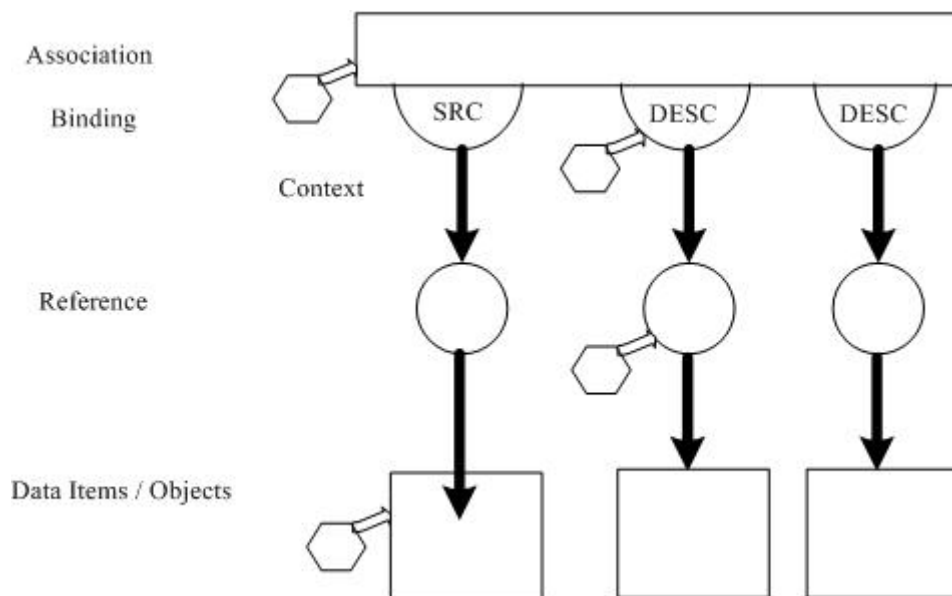 Association
Binding
SRC
DESC
DESC
Context
Reference
Data Items / Objects